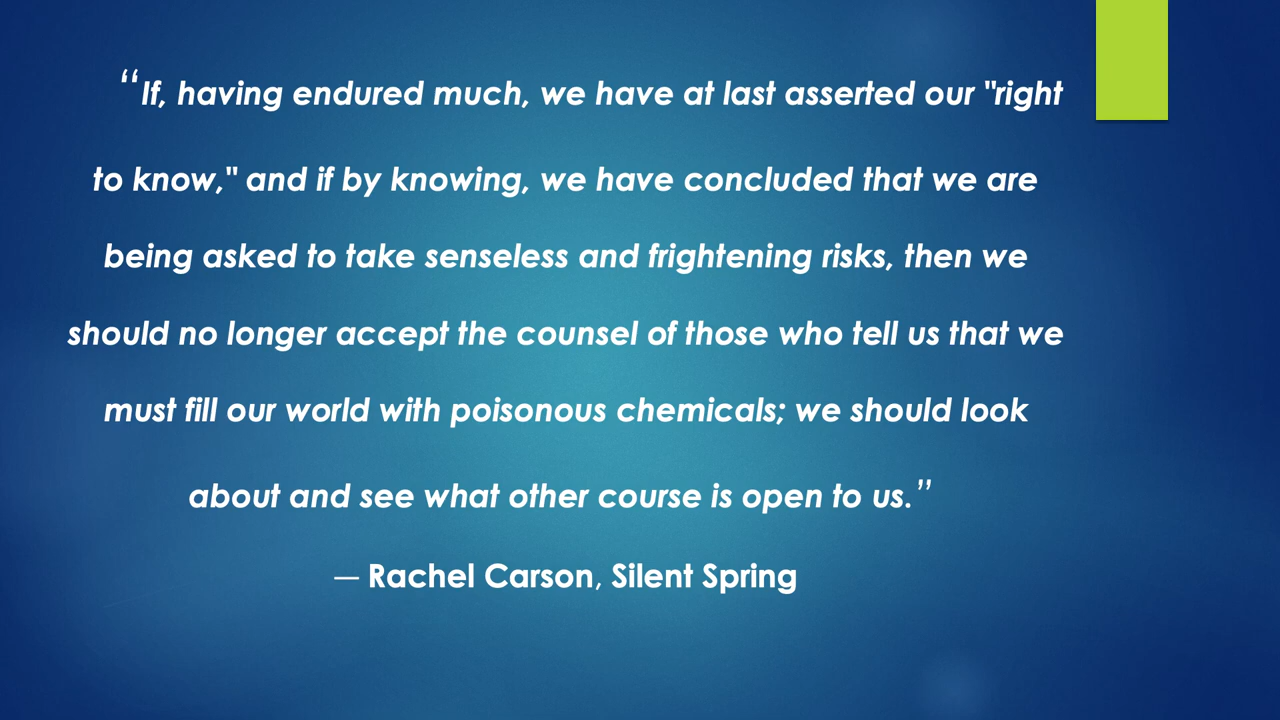 “If, having endured much, we have at last asserted our "right
to know," and if by knowing, we have concluded that we are
being asked to take senseless and frightening risks, then we
should no longer accept the counsel of those who tell us that we
must fill our world with poisonous chemicals; we should look
about and see what other course is open to us.”
― Rachel Carson, Silent Spring